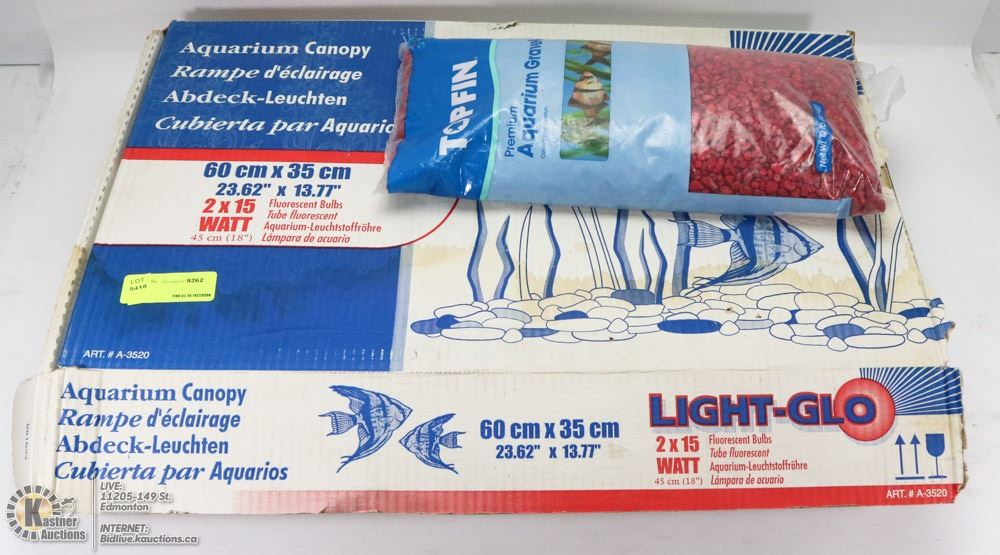 Aquarium Canopy
Rampe d'éclairage
Abdeck-Leuchten
Cubierta par Aquario
60 cm x 35 cm
23.62" x 13.77"
2 x 15
WATT
45 cm (18")
Fluorescent Bulbs
Tube fluorescent
Aquarium-Leuchtstoffröhre
Lámpara de acuario
TOPFIN
Premium
Aquarium Gravel
LOT
5418
9262
ART. # A-3520
Aquarium Canopy
Rampe d'éclairage
Abdeck-Leuchten
Cubierta par Aquarios
60 cm x 35 cm
23.62" x 13.77"
LIGHT-GLO
2 x 15
WATT
45 cm (18")
Fluorescent Bulbs
Tube fluorescent
Aquarium-Leuchtstoffröhre
Lámpara de acuario
ART. # A-3520
Kastner
Auctions
LIVE:
11205-149 St.
Edmonton
INTERNET:
Bidlive.kauctions.ca